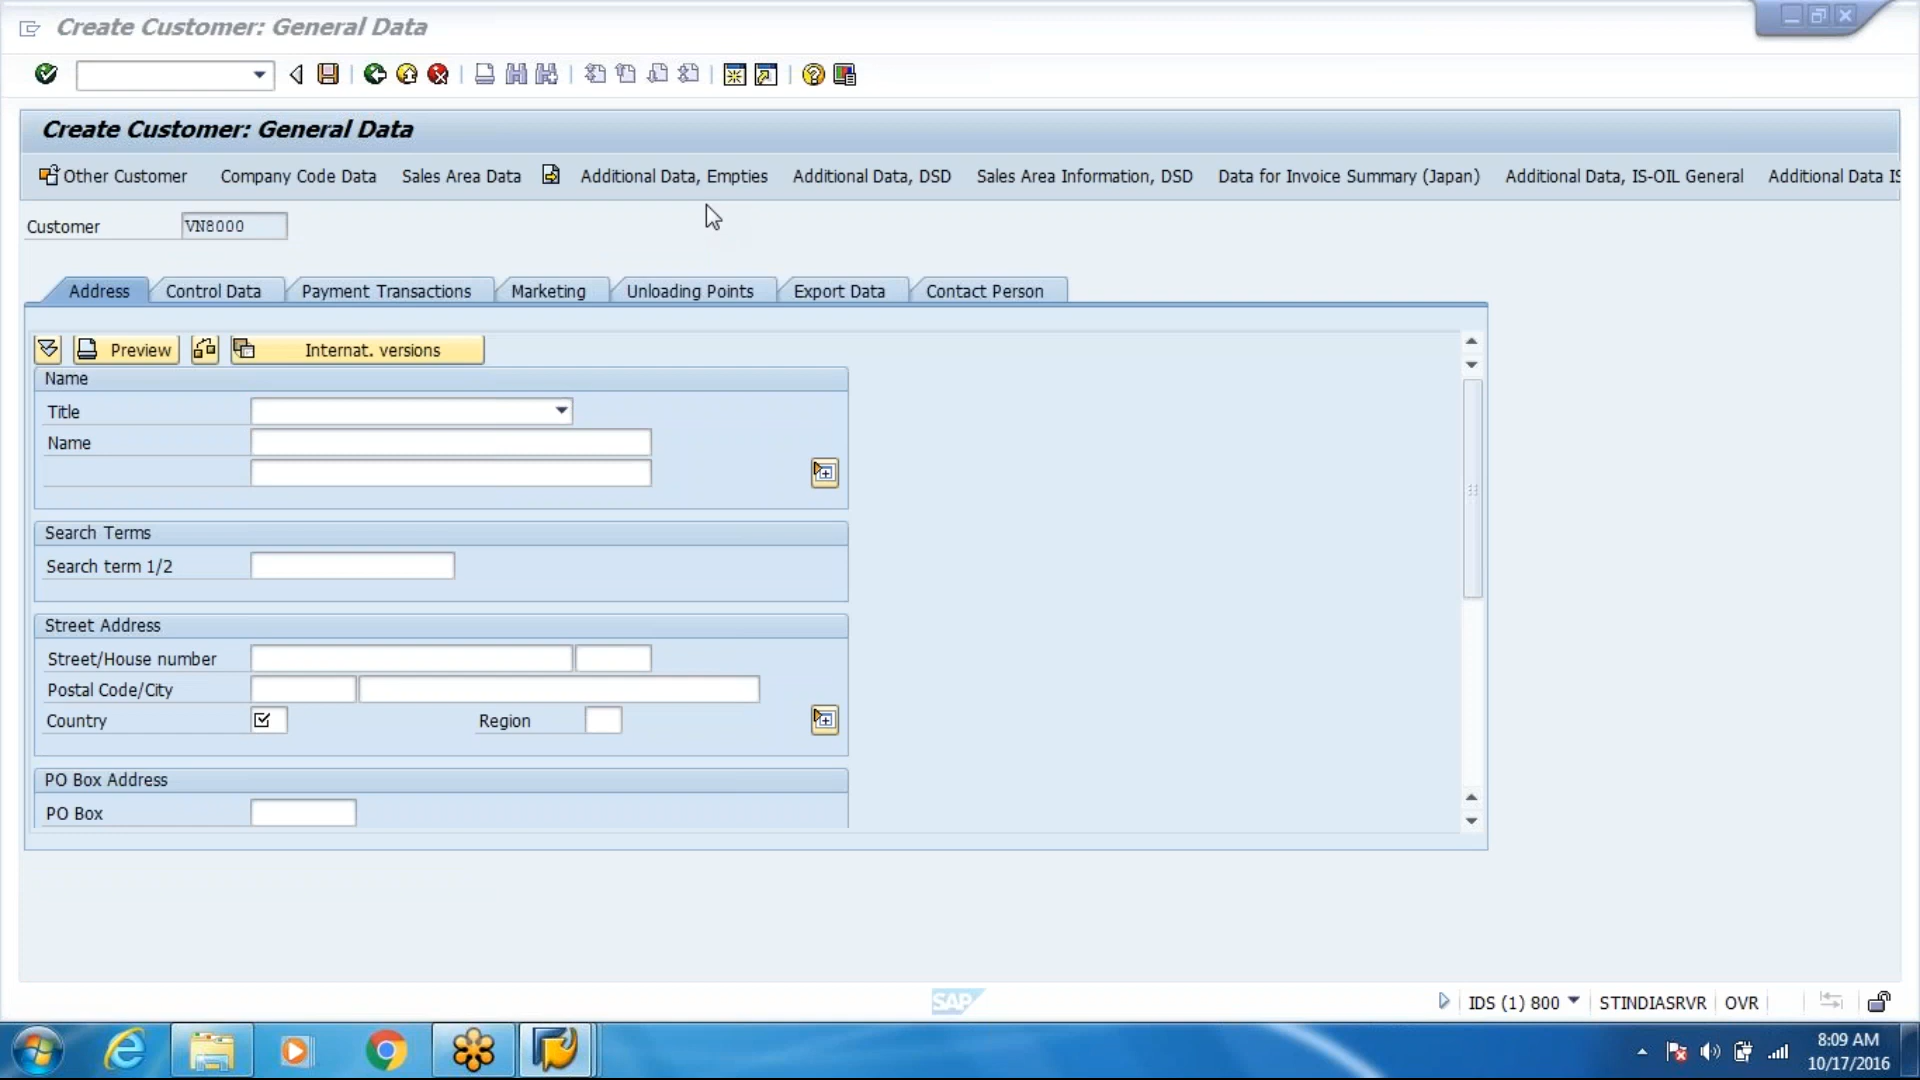 Create Customer: General Data
Create Customer: General Data
Other Customer Company Code Data Sales Area Data Additional Data, Empties Additional Data, DSD Sales Area Information, DSD Data for Invoice Summary (Japan) Additional Data, IS-OIL General Additional Data IS
Customer VN8000
Address Control Data Payment Transactions Marketing Unloading Points Export Data Contact Person
Preview Internat. versions
Name
Title
Name
Search Terms
Search term 1/2
Street Address
Street/House number
Postal Code/City
Country Region
PO Box Address
PO Box
SAP IDS (1) 800 STINDIASRVR OVR
8:09 AM
10/17/2016